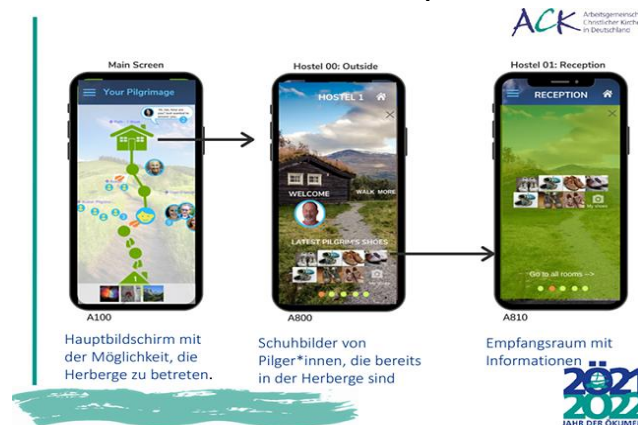 ACK
Arbeitsgemeinschaft
Christlicher Kirchen
in Deutschland
Main Screen
Hostel 00: Outside
Hostel 01: Reception
Your Pilgrimage
HOSTEL 1
RECEPTION
WELCOME
WALK MORE
LATEST PILGRIM'S SHOES
My shoes
Go to all rooms -->
A100
A800
A810
Hauptbildschirm mit
der Möglichkeit, die
Herberge zu betreten.
Schuhbilder von
Pilger*innen, die bereits
in der Herberge sind
Empfangsraum mit
Informationen
2021
2022
JAHR DER ÖKUME